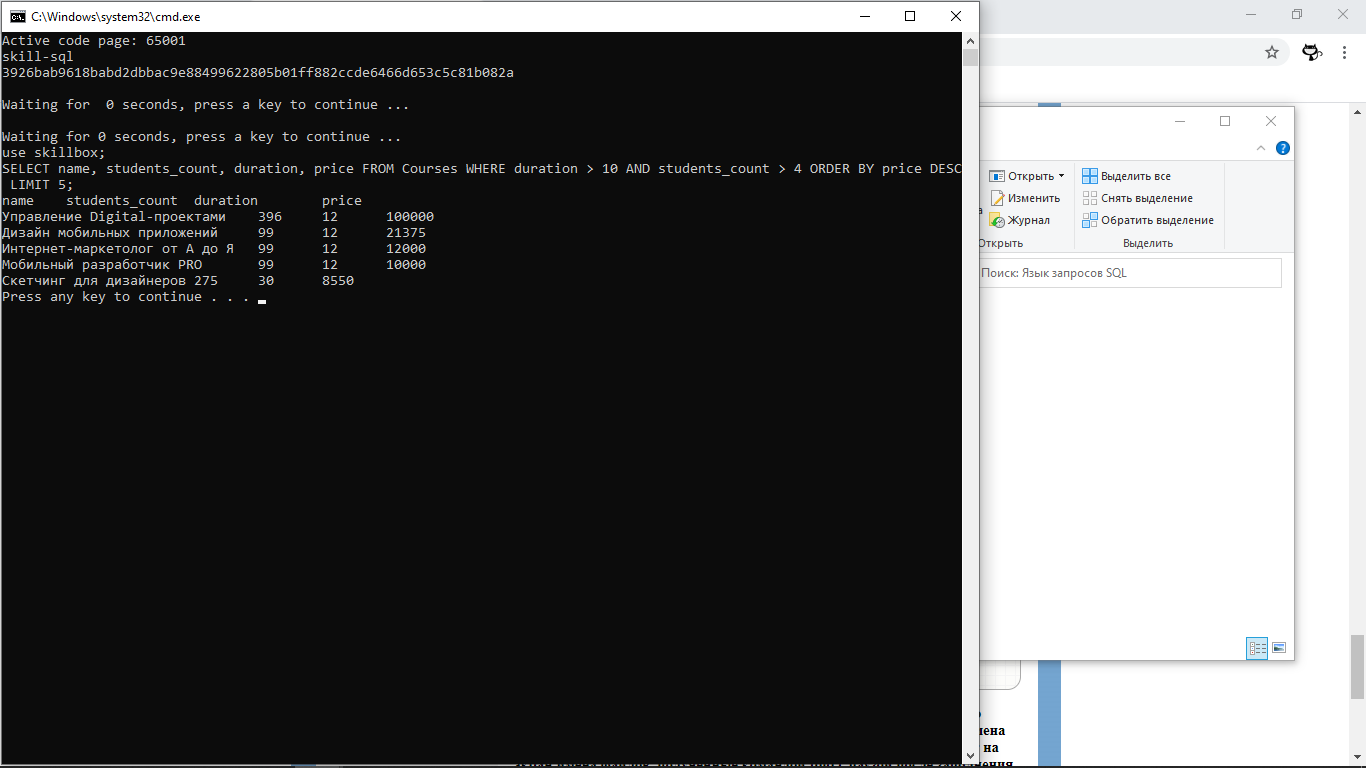 C:\Windows\system32\cmd.exe
Active code page: 65001
skill-sql
3926bab9618babd2dbbac9e88499622805b01ff882ccde6466d653c5c81b082a
Waiting for  0 seconds, press a key to continue ...
Waiting for 0 seconds, press a key to continue ...
use skillbox;
SELECT name, students_count, duration, price FROM Courses WHERE duration > 10 AND students_count > 4 ORDER BY price DESC
 LIMIT 5;
name    students_count  duration        price
Управление Digital-проектами    396     12      100000
Дизайн мобильных приложений     99      12      21375
Интернет-маркетолог от А до Я   99      12      12000
Мобильный разработчик PRO       99      12      10000
Скетчинг для дизайнеров 275     30      8550
Press any key to continue . . .
Открыть
Изменить
Журнал
Открыть
Выделить все
Снять выделение
Обратить выделение
Выделить
Поиск: Язык запросов SQL
на